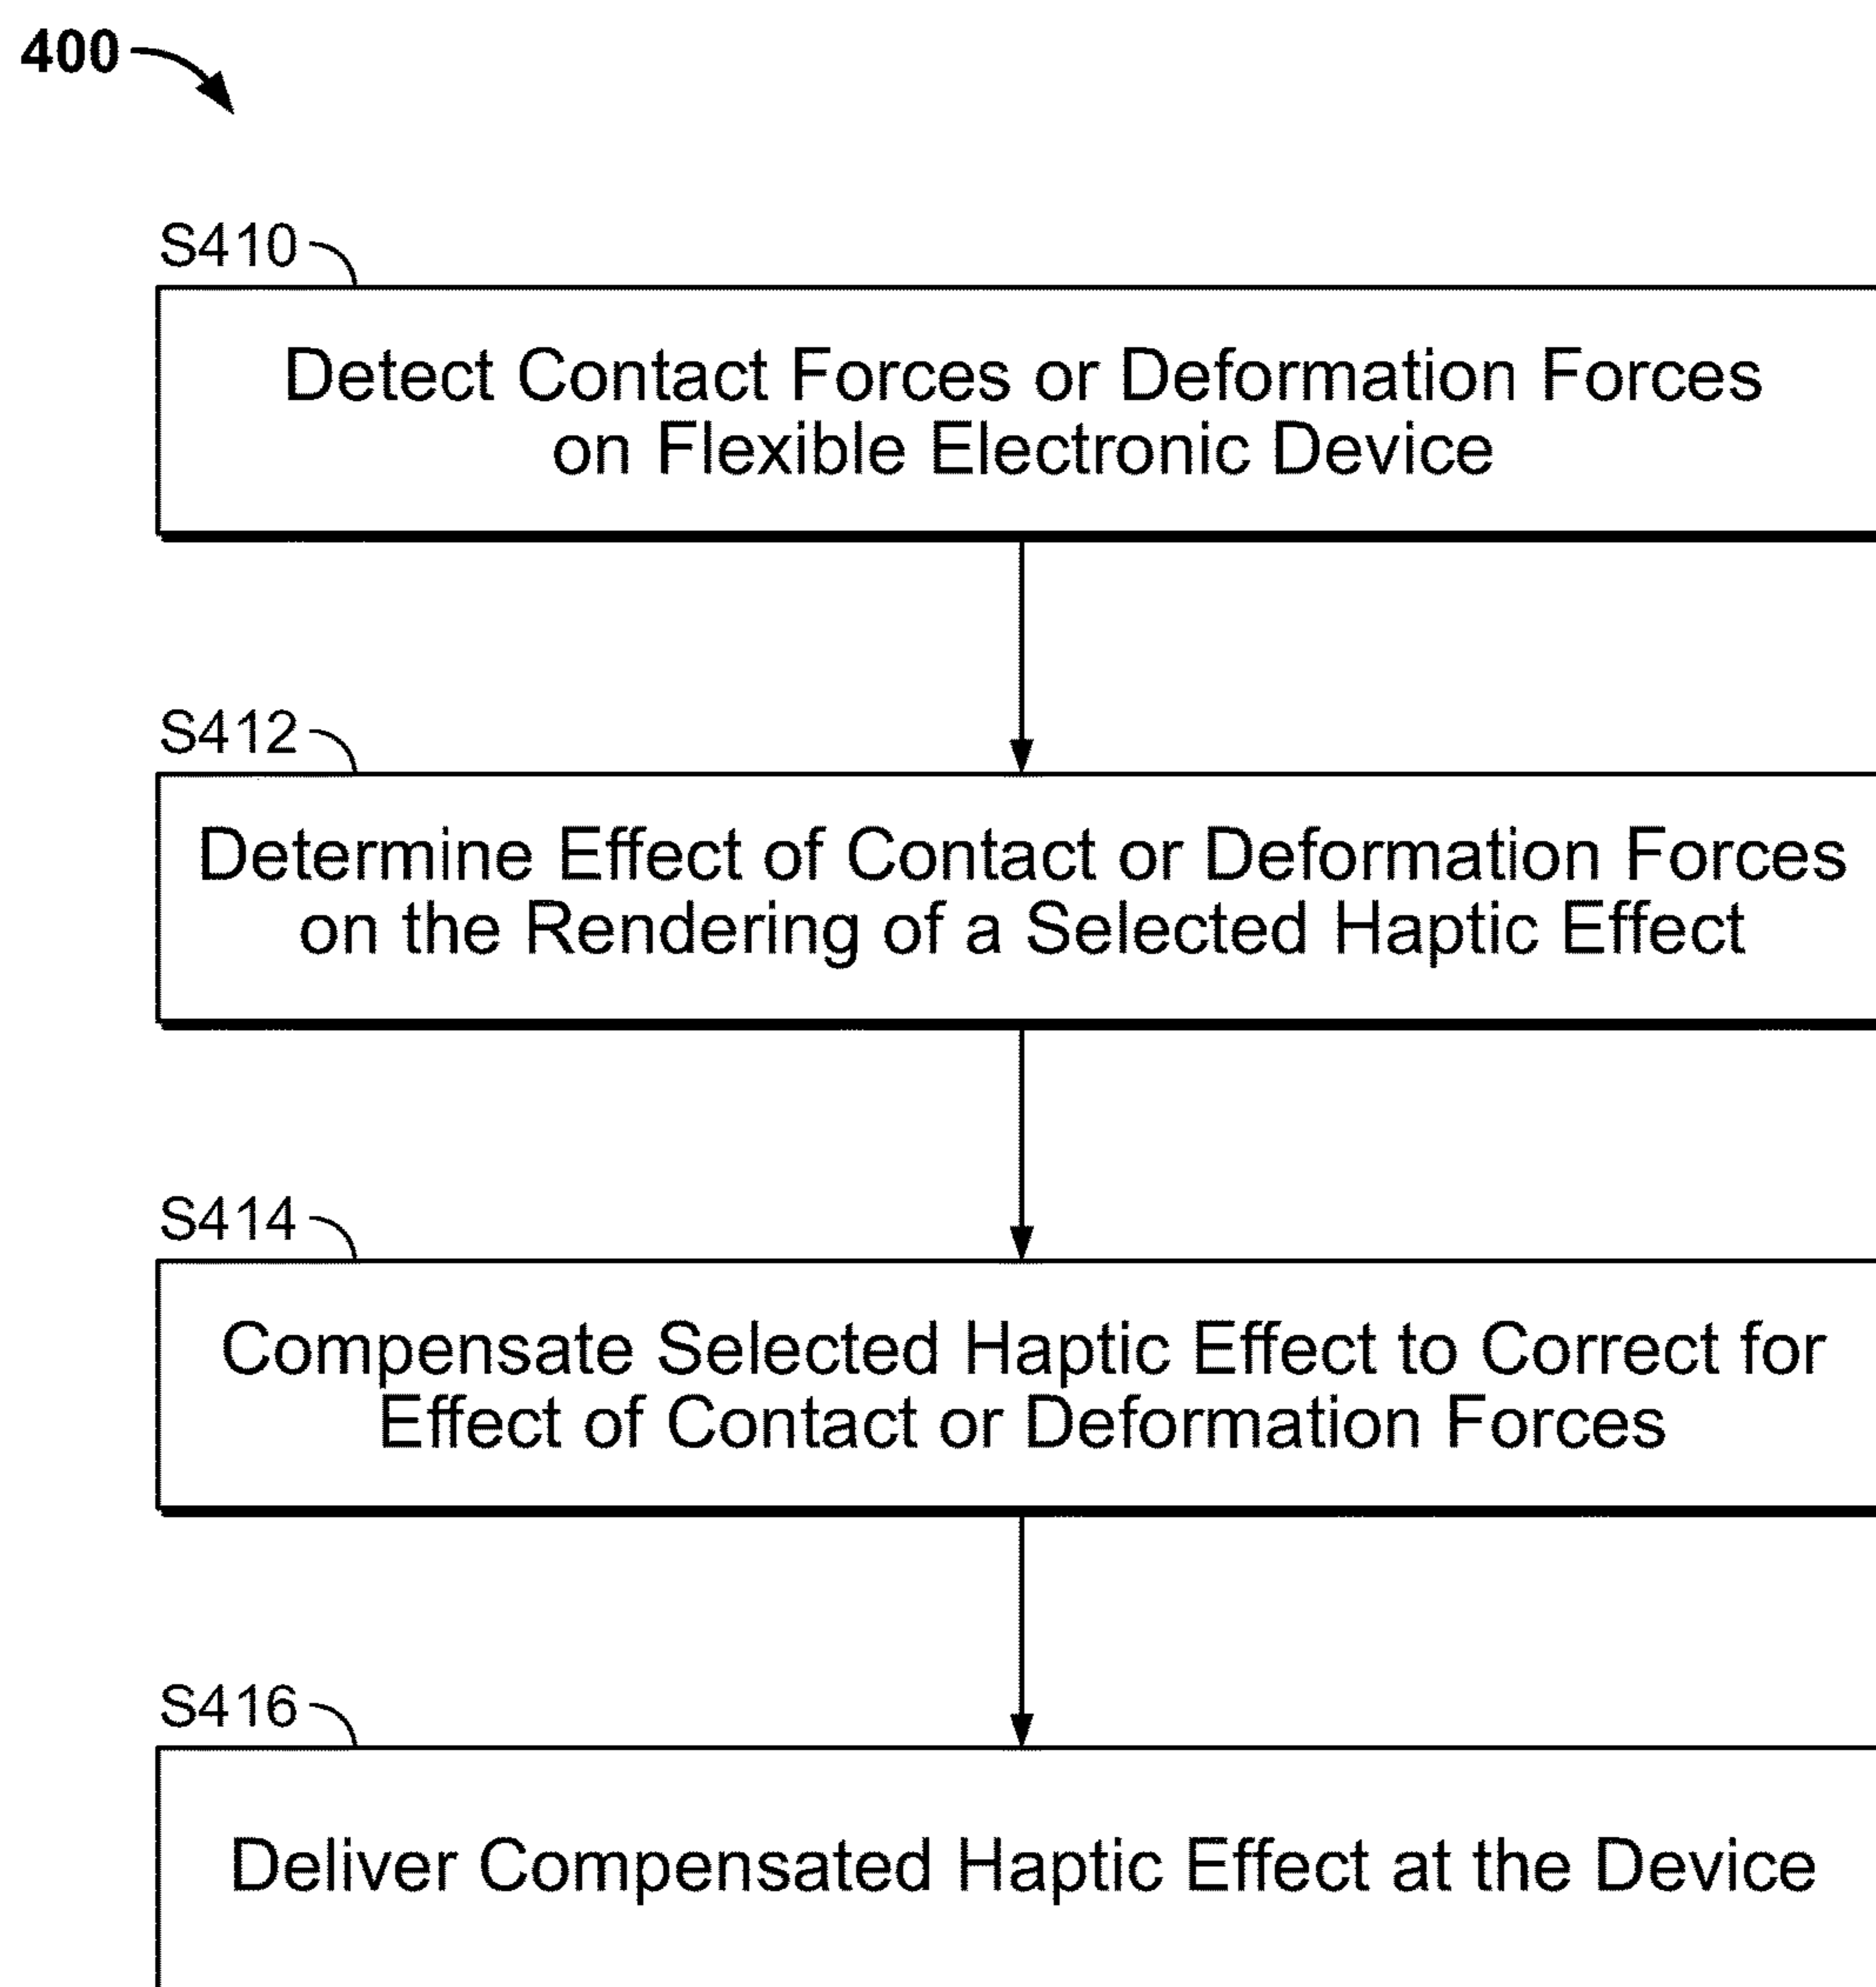 400
S410
Detect Contact Forces or Deformation Forces
on Flexible Electronic Device
S412
Determine Effect of Contact or Deformation Forces
on the Rendering of a Selected Haptic Effect
S414
Compensate Selected Haptic Effect to Correct for
Effect of Contact or Deformation Forces
S416
Deliver Compensated Haptic Effect at the Device